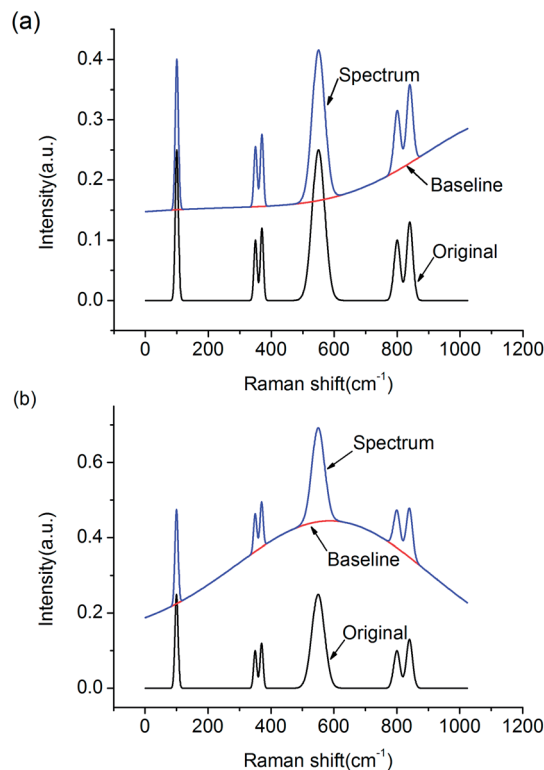 (a)
0.4
0.3
0.2
0.1
0.0
Intensity(a.u.)
Spectrum
Baseline
Original
0 200 400 600 800 1000 1200
Raman shift(cm⁻¹)
(b)
0.6
0.4
0.2
0.0
Intensity(a.u.)
Spectrum
Baseline
Original
0 200 400 600 800 1000 1200
Raman shift(cm⁻¹)